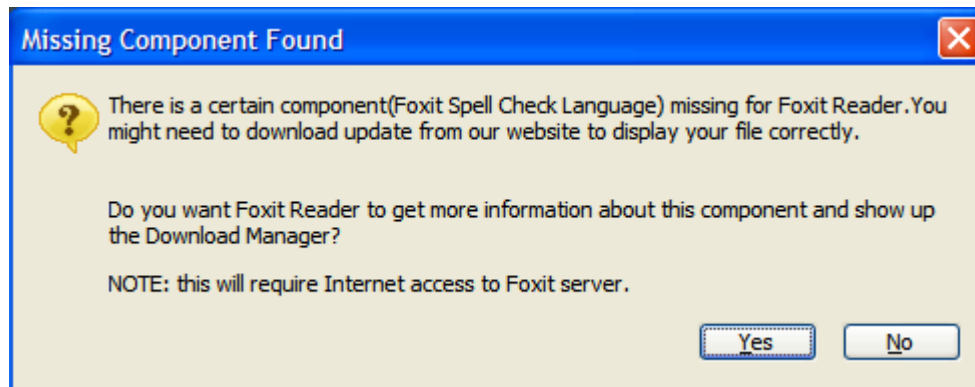 Missing Component Found
There is a certain component(Foxit Spell Check Language) missing for Foxit Reader.You
might need to download update from our website to display your file correctly.
Do you want Foxit Reader to get more information about this component and show up
the Download Manager?
NOTE: this will require Internet access to Foxit server.
Yes No